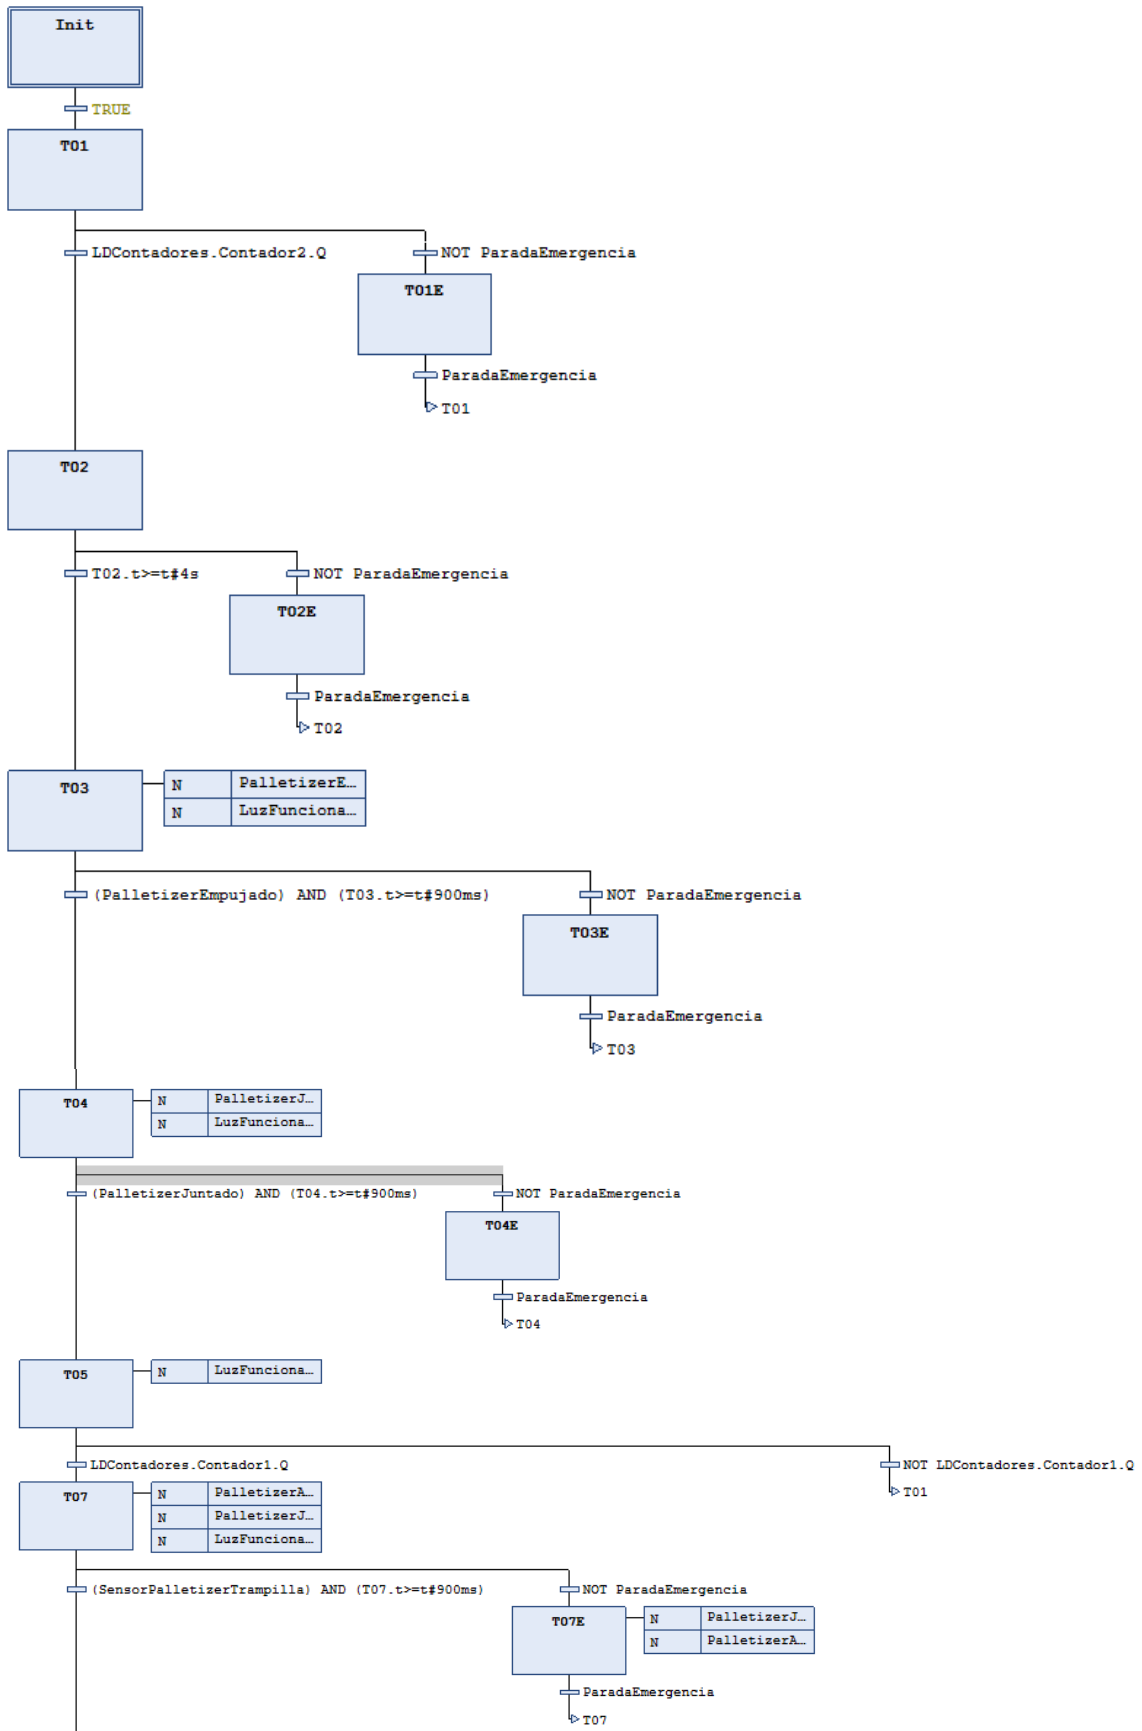 Init
TRUE
T01
LDContadores.Contador2.Q
NOT ParadaEmergencia
T01E
ParadaEmergencia
T01
T02
T02.t>=t#4s
NOT ParadaEmergencia
T02E
ParadaEmergencia
T02
T03
N PalletizerE…
N LuzFunciona…
(PalletizerEmpujado) AND (T03.t>=t#900ms)
NOT ParadaEmergencia
T03E
ParadaEmergencia
T03
T04
N PalletizerJ…
N LuzFunciona…
(PalletizerJuntado) AND (T04.t>=t#900ms)
NOT ParadaEmergencia
T04E
ParadaEmergencia
T04
T05
N LuzFunciona…
LDContadores.Contador1.Q
NOT LDContadores.Contador1.Q
T01
T07
N PalletizerA…
N PalletizerJ…
N LuzFunciona…
(SensorPalletizerTrampilla) AND (T07.t>=t#900ms)
NOT ParadaEmergencia
T07E
N PalletizerJ…
N PalletizerA…
ParadaEmergencia
T07